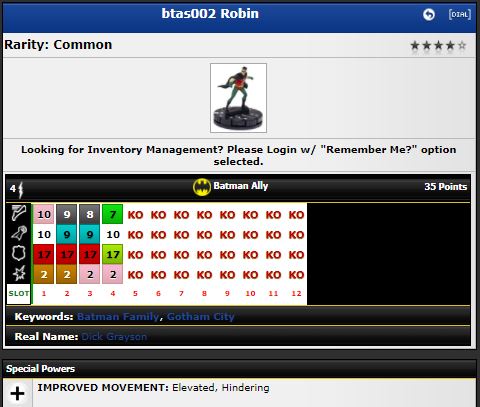 btas002 Robin
[DIAL]
Rarity: Common
Looking for Inventory Management? Please Login w/ "Remember Me?" option
selected.
4 Batman Ally 35 Points
10 9 8 7 KO KO KO KO KO KO KO KO
10 9 9 10 KO KO KO KO KO KO KO KO
17 17 17 17 KO KO KO KO KO KO KO KO
2 2 2 2 KO KO KO KO KO KO KO KO
SLOT 1 2 3 4 5 6 7 8 9 10 11 12
Keywords: Batman Family, Gotham City
Real Name: Dick Grayson
Special Powers
IMPROVED MOVEMENT: Elevated, Hindering